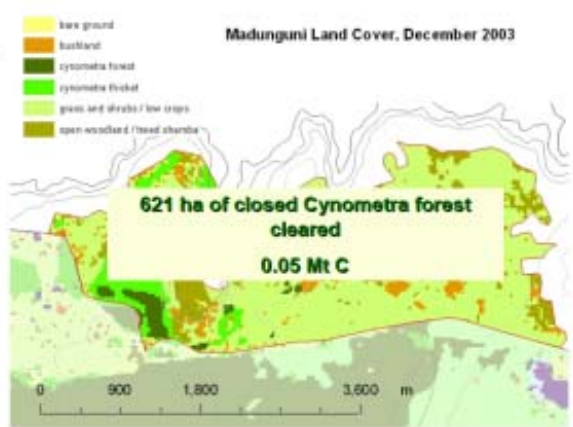 Madunguni Land Cover, December 2003
bare ground
bushland
cynometra forest
cynometra thicket
grass and shrubs / low crops
open woodland / treed shamba
621 ha of closed Cynometra forest
cleared
0.05 Mt C
0 900 1,800 3,600 m